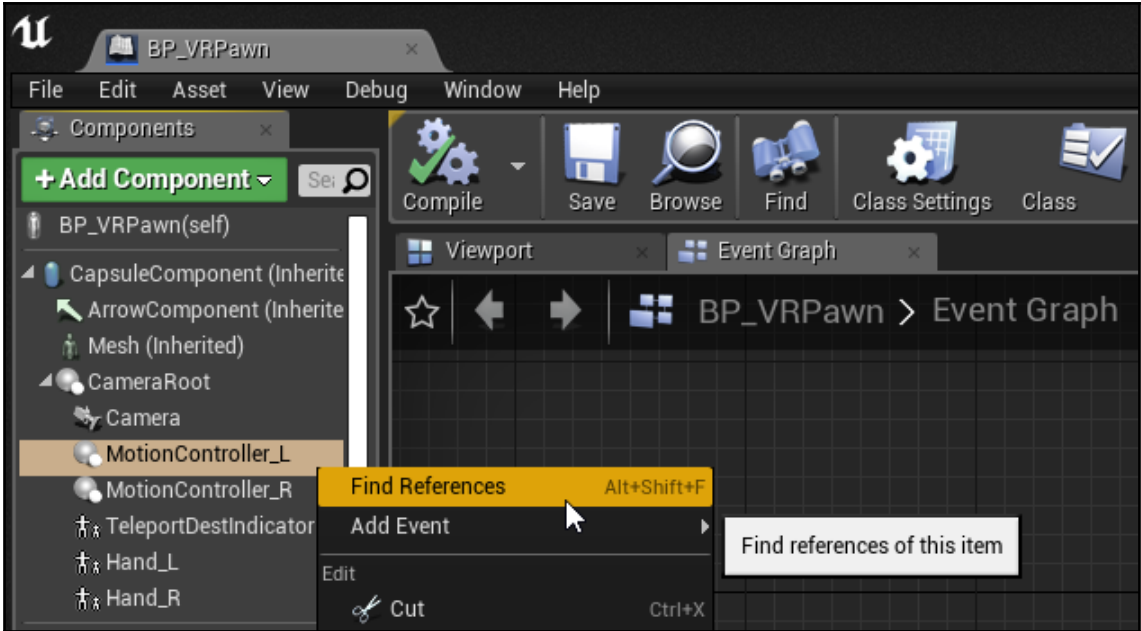 BP_VRPawn
File Edit Asset View Debug Window Help
Components
+Add Component
Sea
Compile Save Browse Find Class Settings Class
BP_VRPawn(self)
Viewport Event Graph
CapsuleComponent (Inherite
ArrowComponent (Inherite
Mesh (Inherited)
BP_VRPawn > Event Graph
CameraRoot
Camera
MotionController_L
MotionController_R
TeleportDestIndicator
Hand_L
Hand_R
Find References Alt+Shift+F
Add Event
Find references of this item
Edit
Cut Ctrl+X